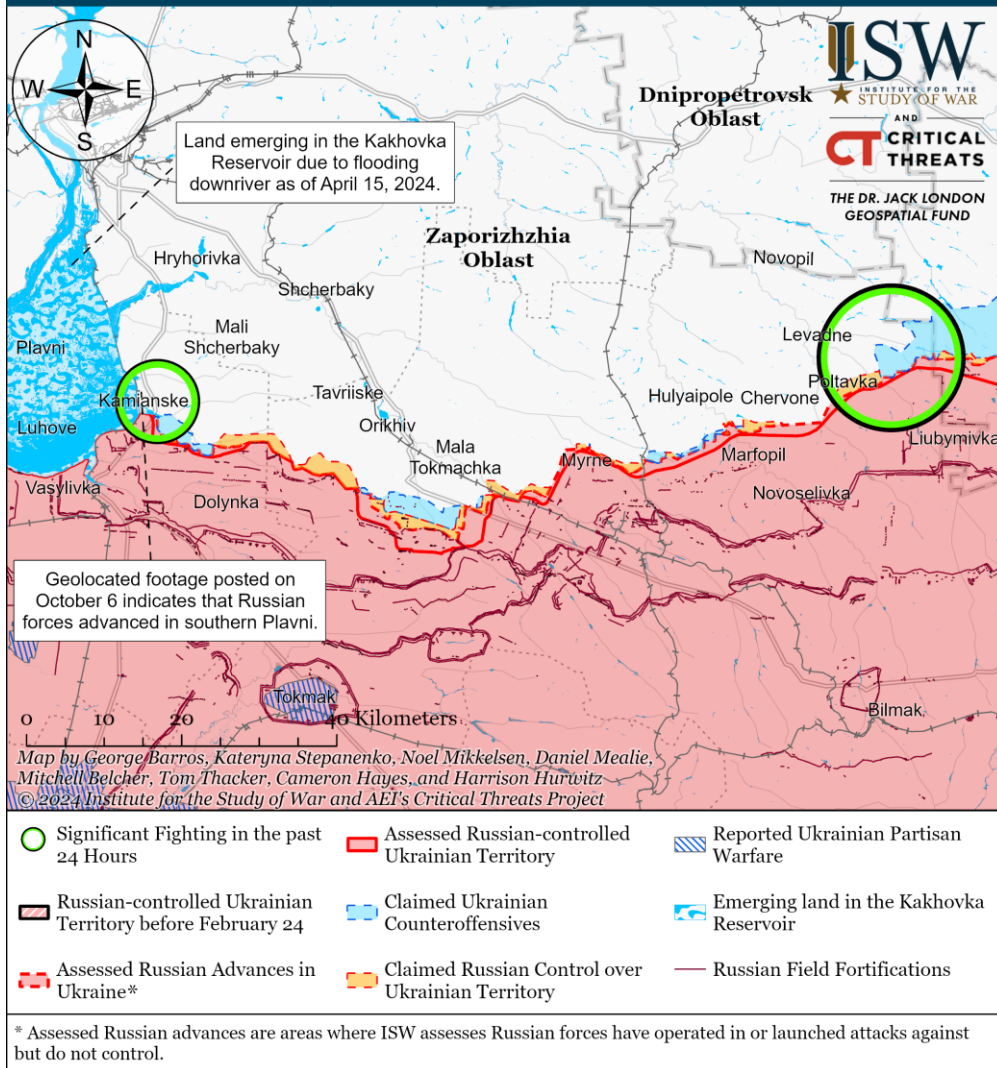 N
W
E
S
ISW
INSTITUTE FOR THE
STUDY OF WAR
AND
CT CRITICAL
THREATS
THE DR. JACK LONDON
GEOSPATIAL FUND
Land emerging in the Kakhovka
Reservoir due to flooding
downriver as of April 15, 2024.
Dnipropetrovsk
Oblast
Zaporizhzhia
Oblast
Hryhorivka
Novopil
Shcherbaky
Mali
Shcherbaky
Levadne
Plavni
Poltavka
Tavriiske
Hulyaipole
Chervone
Kamianske
Orikhiv
Luhove
Mala
Tokmachka
Liubymivka
Marfopil
Myrne
Vasylivka
Dolynka
Novoselivka
Geolocated footage posted on
October 6 indicates that Russian
forces advanced in southern Plavni.
Tokmak
Bilmak
0 10 20 40 Kilometers
Map by George Barros, Kateryna Stepanenko, Noel Mikkelsen, Daniel Mealie,
Mitchell Belcher, Tom Thacker, Cameron Hayes, and Harrison Hurwitz
© 2024 Institute for the Study of War and AEI's Critical Threats Project
Significant Fighting in the past
24 Hours
Assessed Russian-controlled
Ukrainian Territory
Reported Ukrainian Partisan
Warfare
Russian-controlled Ukrainian
Territory before February 24
Claimed Ukrainian
Counteroffensives
Emerging land in the Kakhovka
Reservoir
Assessed Russian Advances in
Ukraine*
Claimed Russian Control over
Ukrainian Territory
Russian Field Fortifications
* Assessed Russian advances are areas where ISW assesses Russian forces have operated in or launched attacks against
but do not control.